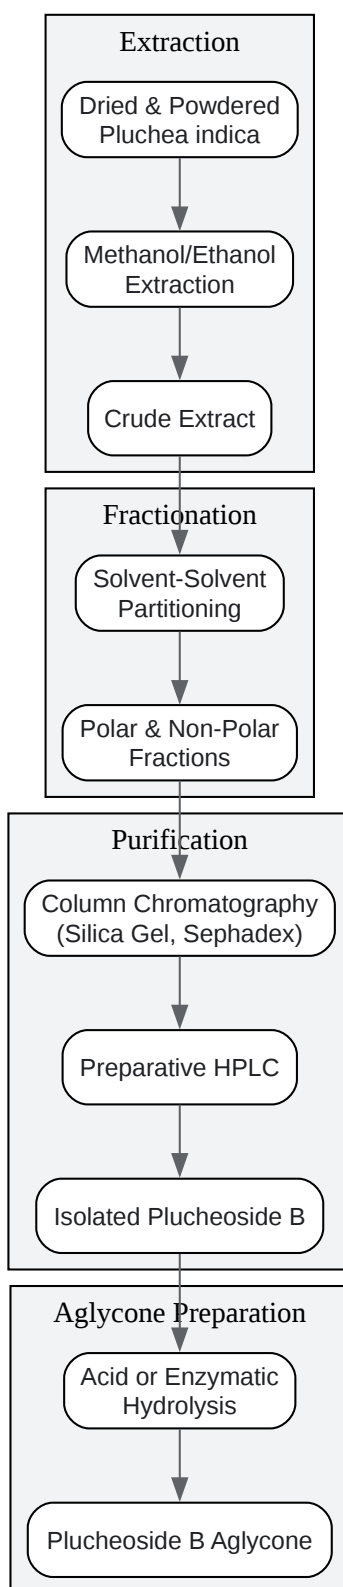 Extraction
Dried & Powdered
Pluchea indica
Methanol/Ethanol
Extraction
Crude Extract
Fractionation
Solvent-Solvent
Partitioning
Polar & Non-Polar
Fractions
Purification
Column Chromatography
(Silica Gel, Sephadex)
Preparative HPLC
Isolated Plucheoside B
Aglycone Preparation
Acid or Enzymatic
Hydrolysis
Plucheoside B Aglycone